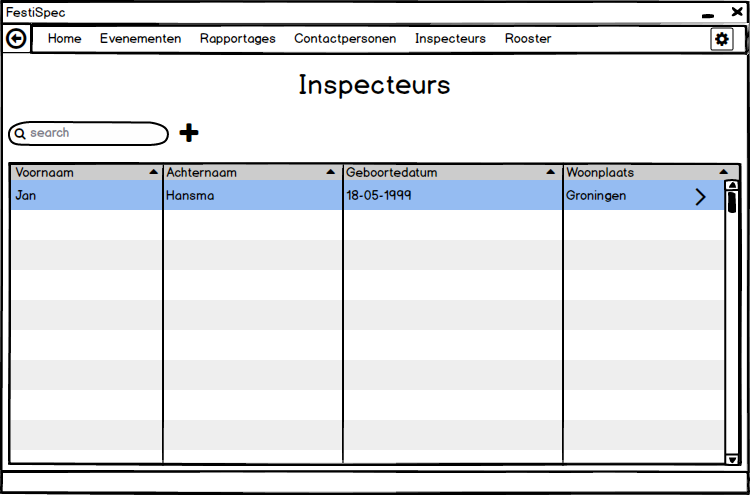 FestiSpec
Home Evenementen Rapportages Contactpersonen Inspecteurs Rooster
Inspecteurs
search
Voornaam Achternaam Geboortedatum Woonplaats
Jan Hansma 18-05-1999 Groningen